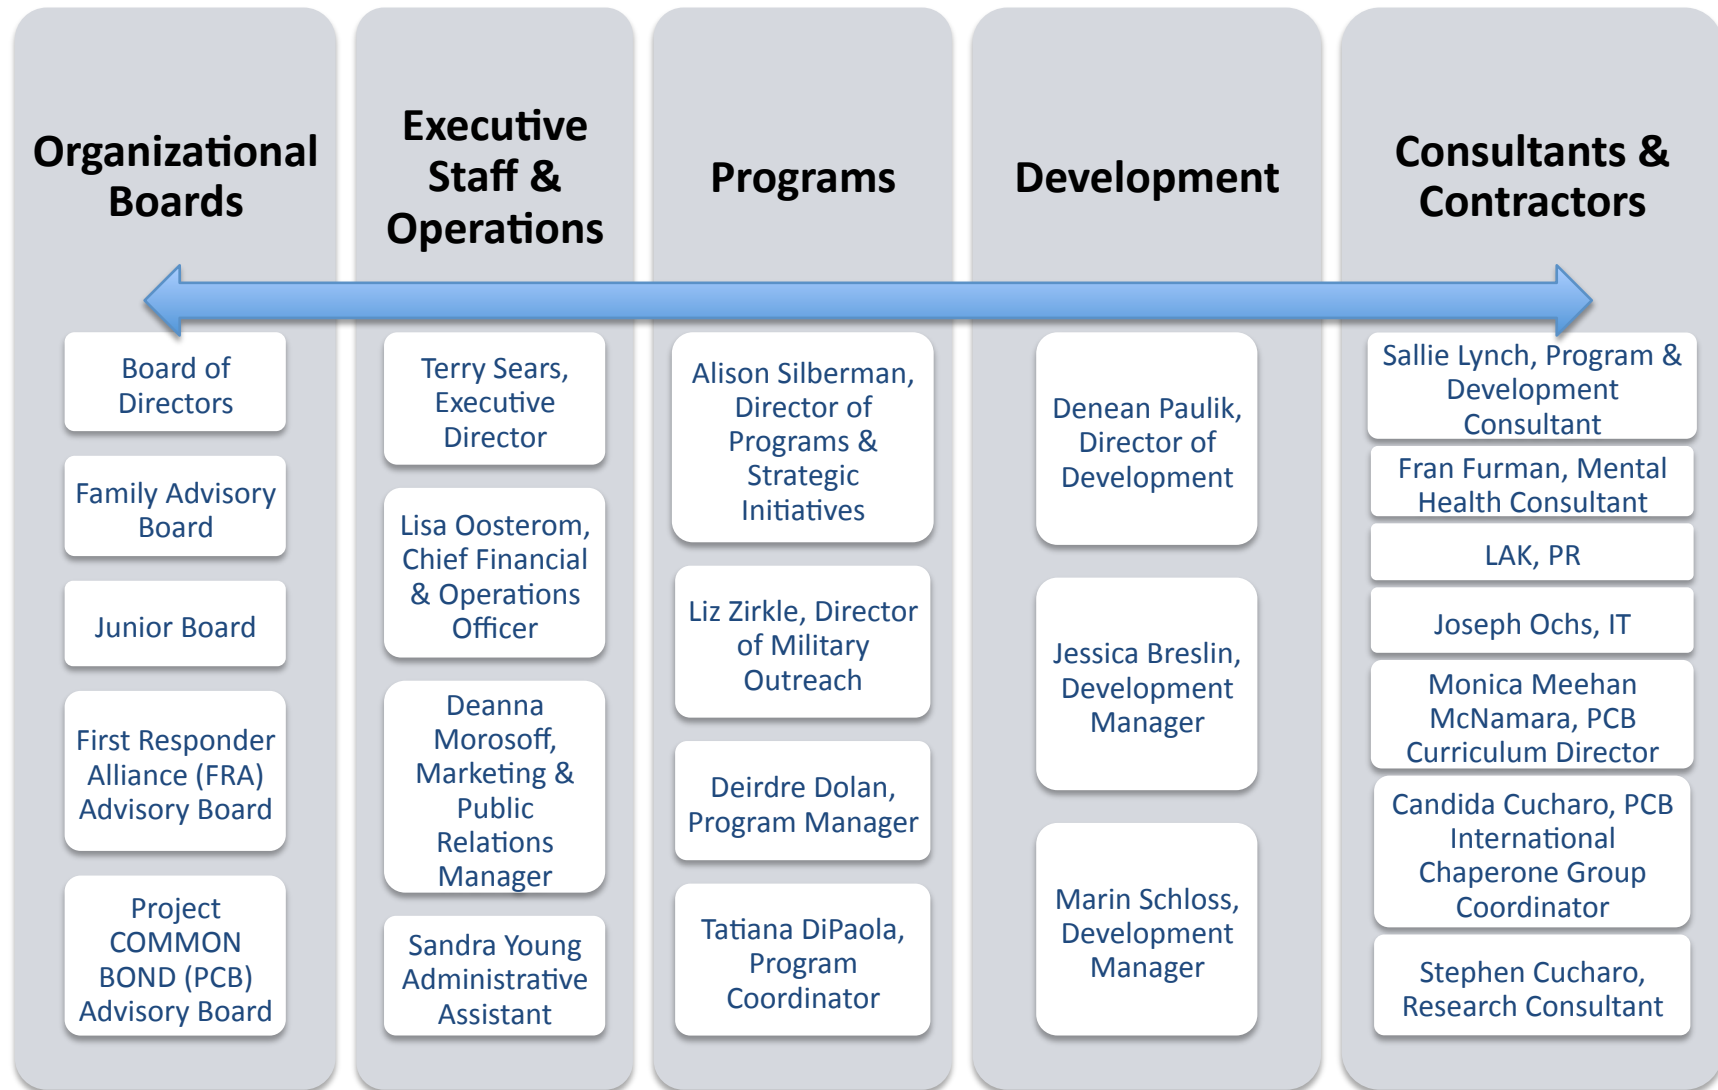 Organizational
Boards
Board of
Directors
Family Advisory
Board
Junior Board
First Responder
Alliance (FRA)
Advisory Board
Project
COMMON
BOND (PCB)
Advisory Board
Executive
Staff &
Operations
Terry Sears,
Executive
Director
Lisa Oosterom,
Chief Financial
& Operations
Officer
Deanna
Morosoff,
Marketing &
Public
Relations
Manager
Sandra Young
Administrative
Assistant
Programs
Alison Silberman,
Director of
Programs &
Strategic
Initiatives
Liz Zirkle, Director
of Military
Outreach
Deirdre Dolan,
Program Manager
Tatiana DiPaola,
Program
Coordinator
Development
Denean Paulik,
Director of
Development
Jessica Breslin,
Development
Manager
Marin Schloss,
Development
Manager
Consultants &
Contractors
Sallie Lynch, Program &
Development
Consultant
Fran Furman, Mental
Health Consultant
LAK, PR
Joseph Ochs, IT
Monica Meehan
McNamara, PCB
Curriculum Director
Candida Cucharo, PCB
International
Chaperone Group
Coordinator
Stephen Cucharo,
Research Consultant